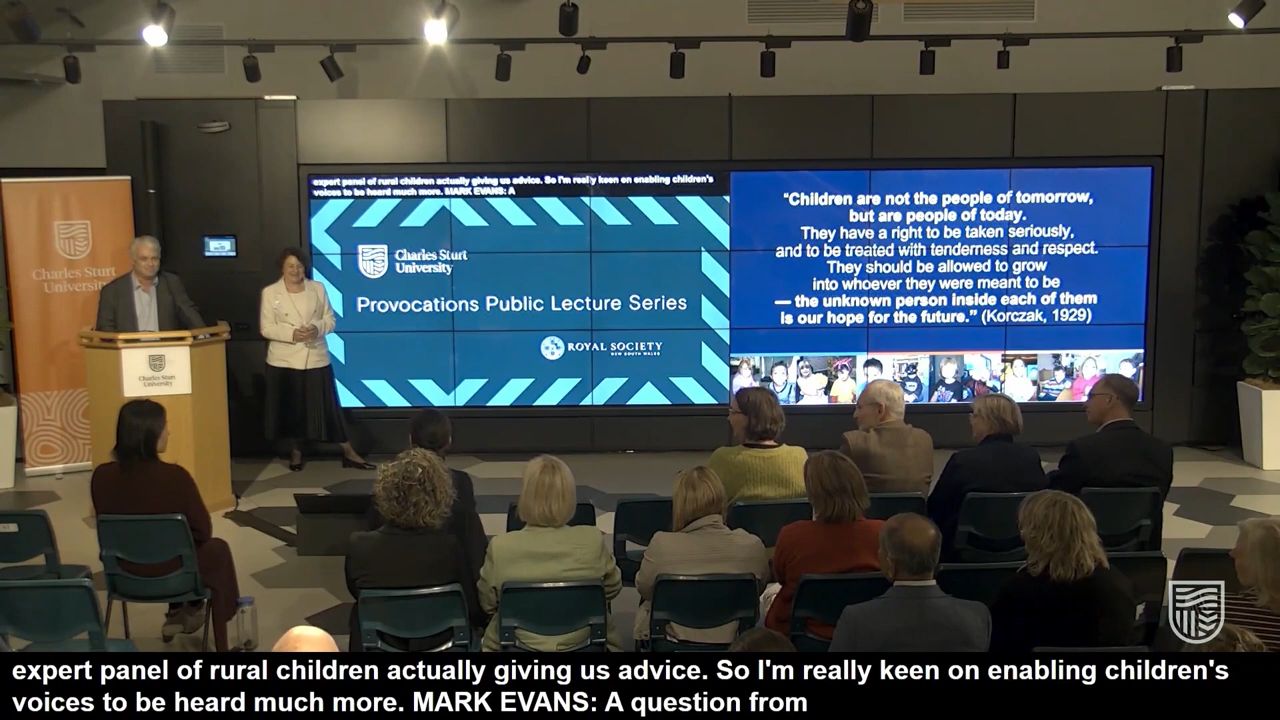 expert panel of rural children actually giving us advice. So I'm really keen on enabling children's
voices to be heard much more. MARK EVANS: A
Charles Sturt
University
Provocations Public Lecture Series
ROYAL SOCIETY
NEW SOUTH WALES
“Children are not the people of tomorrow,
but are people of today.
They have a right to be taken seriously,
and to be treated with tenderness and respect.
They should be allowed to grow
into whoever they were meant to be
— the unknown person inside each of them
is our hope for the future.” (Korczak, 1929)
Charles Sturt
University
Charles Sturt
University
expert panel of rural children actually giving us advice. So I'm really keen on enabling children's
voices to be heard much more. MARK EVANS: A question from